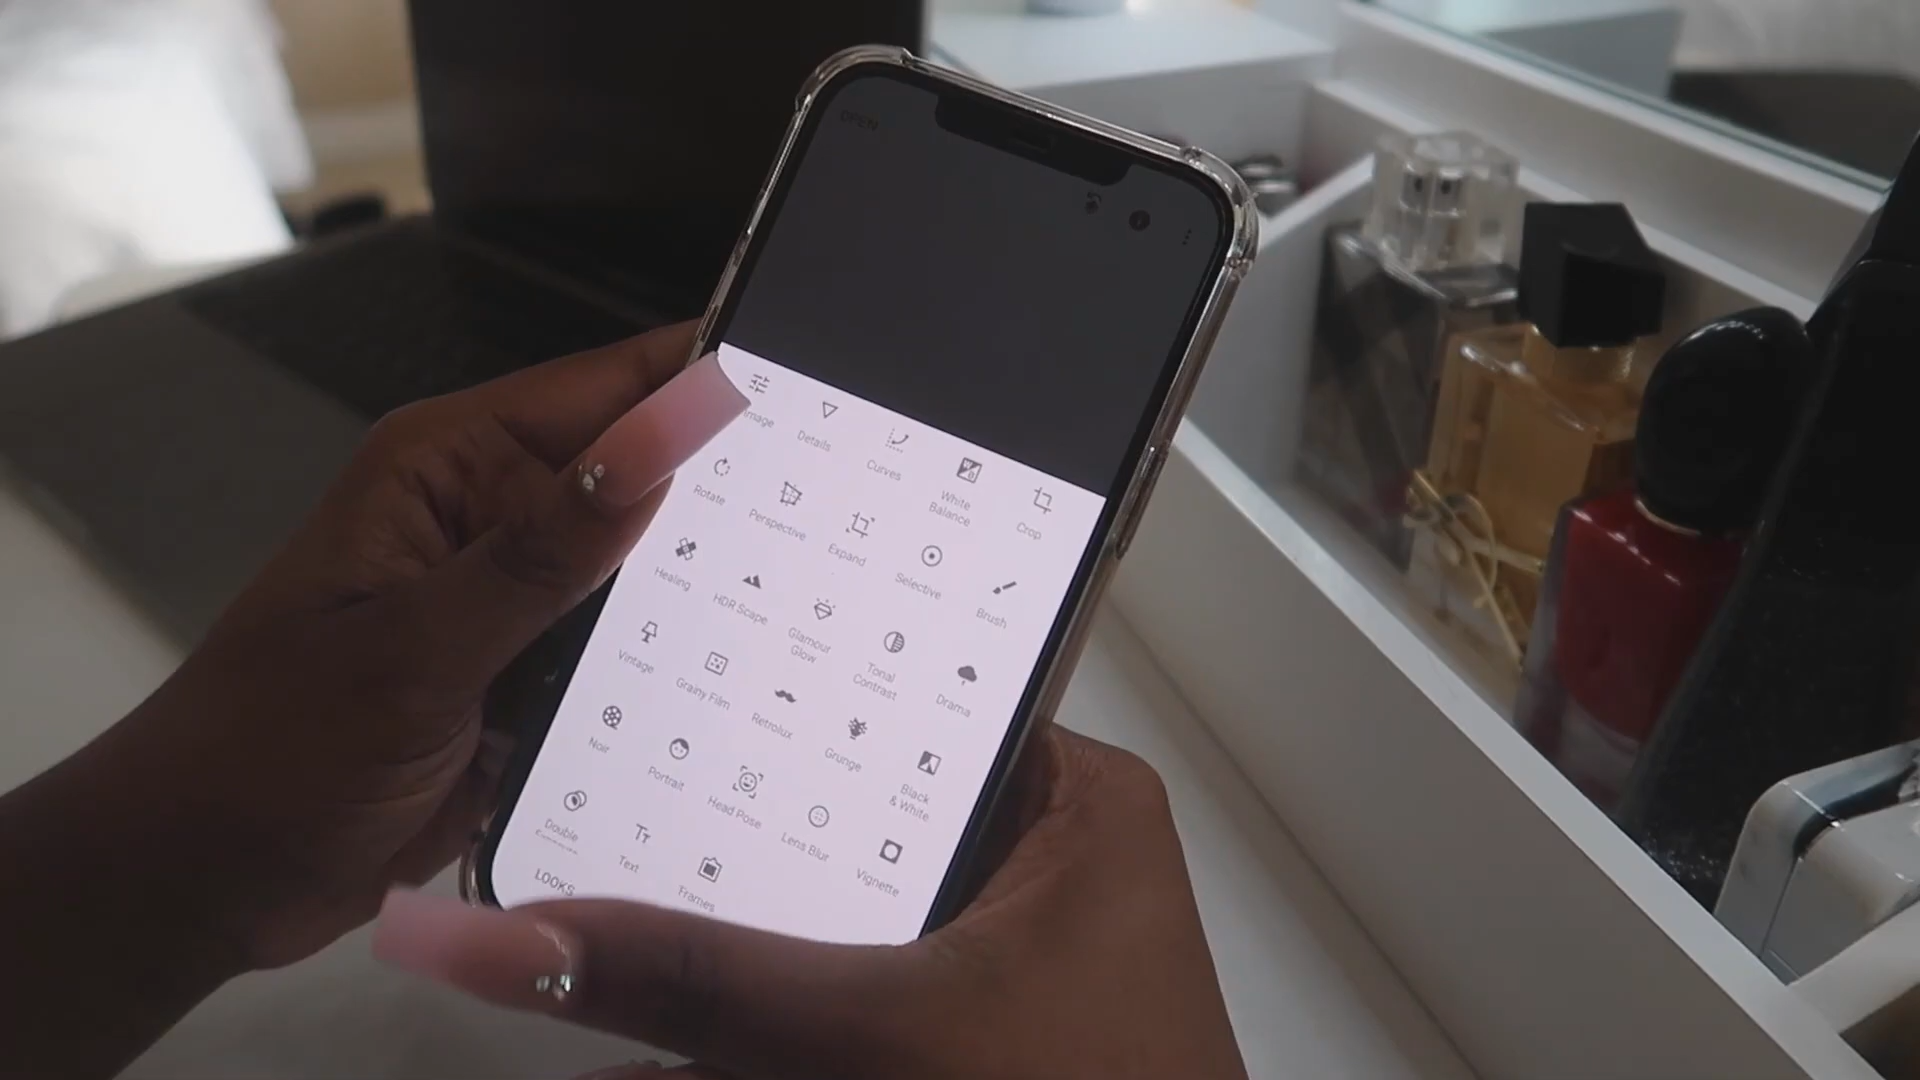 OPEN
Image
Details
Curves
White
Balance
Crop
Rotate
Perspective
Expand
Selective
Brush
Healing
HDR Scape
Glamour
Glow
Tonal
Contrast
Drama
Vintage
Grainy Film
Retrolux
Grunge
Black
& White
Noir
Portrait
Head Pose
Lens Blur
Vignette
Double
Text
Frames
LOOKS